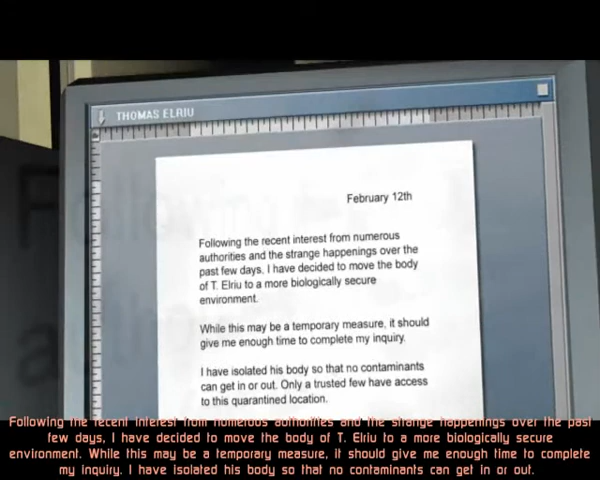 THOMAS ELRIU
February 12th
Following the recent interest from numerous
authorities and the strange happenings over the
past few days, I have decided to move the body
of T. Elriu to a more biologically secure
environment.
While this may be a temporary measure, it should
give me enough time to complete my inquiry.
I have isolated his body so that no contaminants
can get in or out. Only a trusted few have access
to this quarantined location.
Following the recent interest from numerous authorities and the strange happenings over the past
few days, I have decided to move the body of T. Elriu to a more biologically secure
environment. While this may be a temporary measure, it should give me enough time to complete
my inquiry. I have isolated his body so that no contaminants can get in or out.